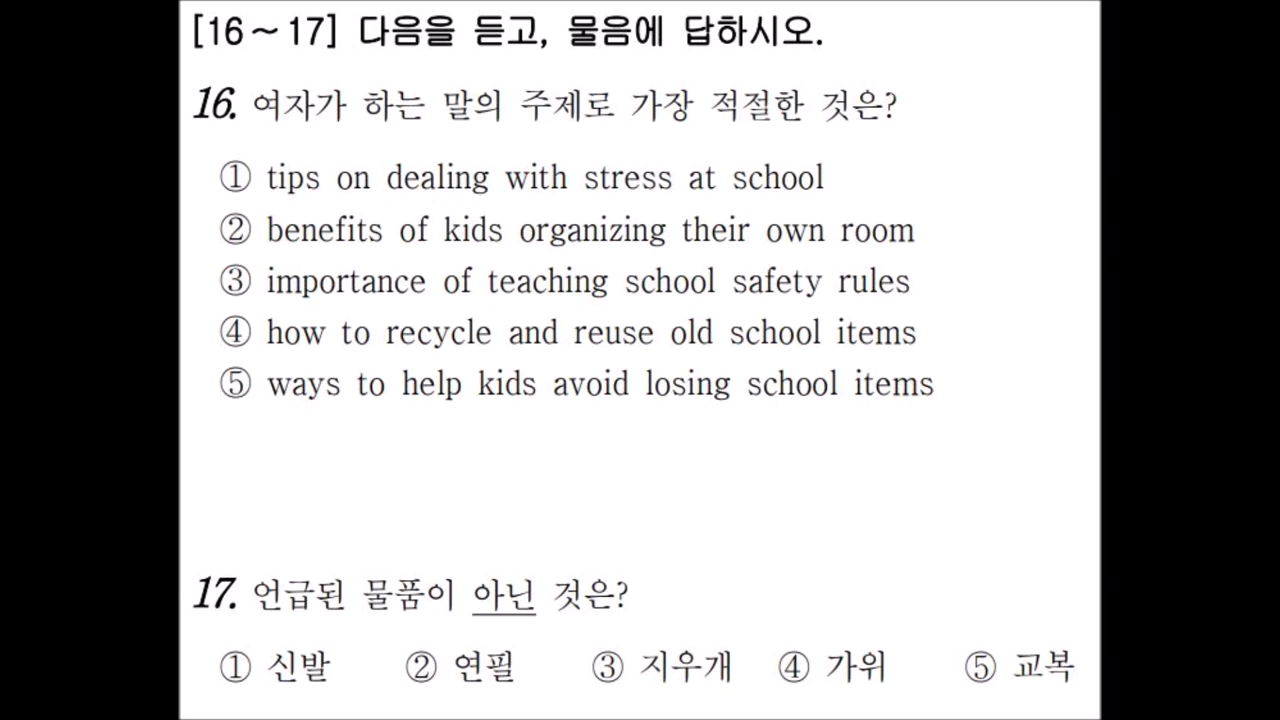 [16～17] 다음을 듣고, 물음에 답하시오.
16. 여자가 하는 말의 주제로 가장 적절한 것은?
① tips on dealing with stress at school
② benefits of kids organizing their own room
③ importance of teaching school safety rules
④ how to recycle and reuse old school items
⑤ ways to help kids avoid losing school items
17. 언급된 물품이 아닌 것은?
① 신발 ② 연필 ③ 지우개 ④ 가위 ⑤ 교복